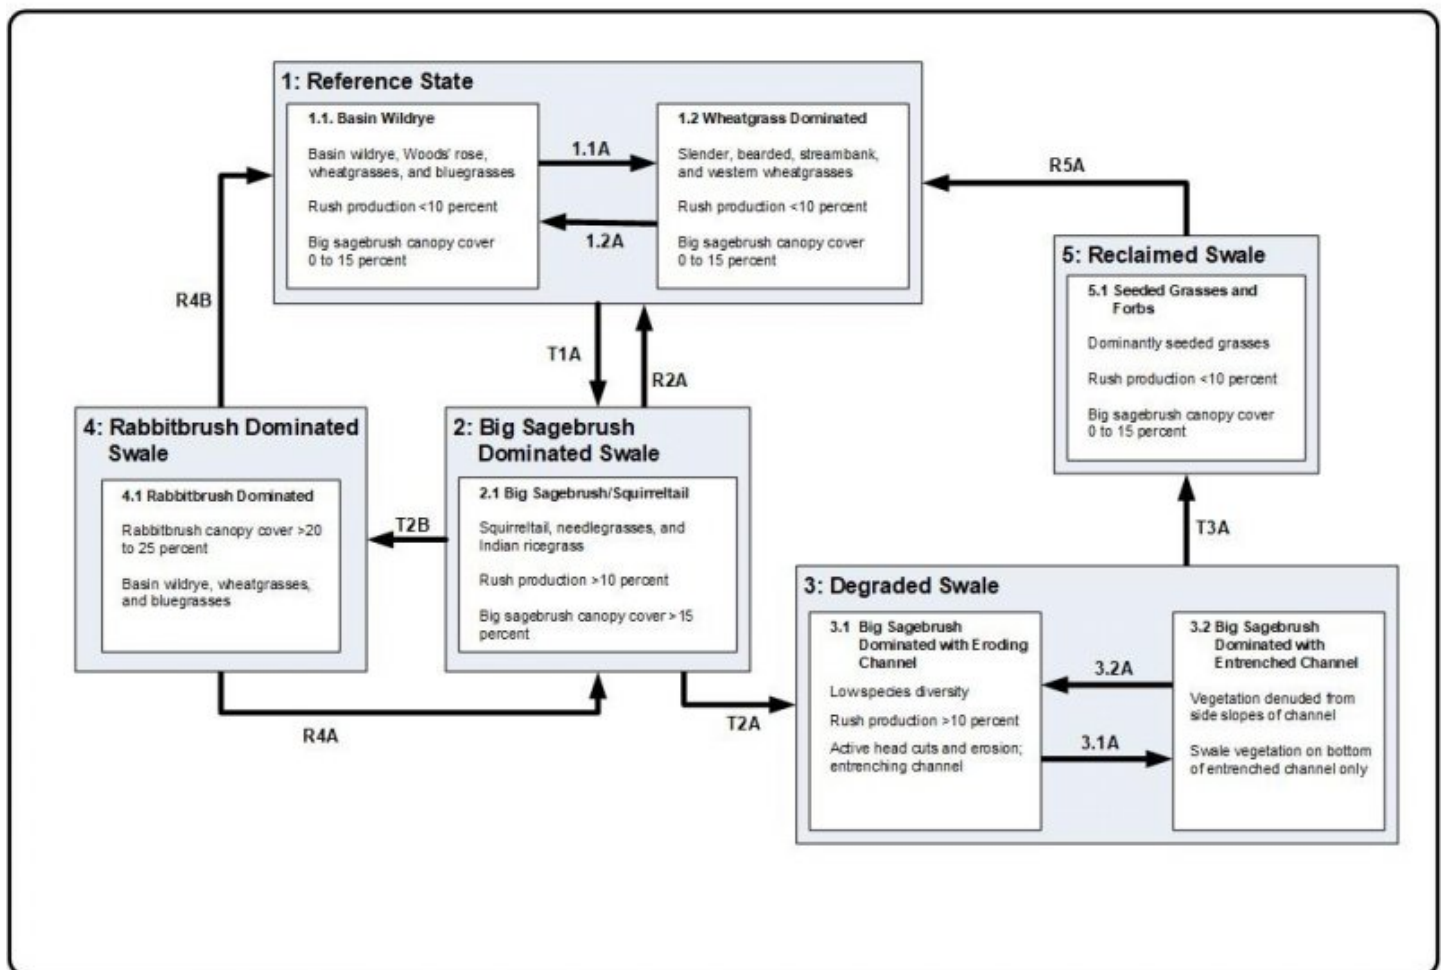 1: Reference State
1.1. Basin Wildrye
Basin wildrye, Woods' rose,
wheatgrasses, and bluegrasses
Rush production <10 percent
Big sagebrush canopy cover
0 to 15 percent
1.1A
1.2A
1.2 Wheatgrass Dominated
Slender, bearded, streambank,
and western wheatgrasses
Rush production <10 percent
Big sagebrush canopy cover
0 to 15 percent
R5A
R4B
T1A
R2A
5: Reclaimed Swale
5.1 Seeded Grasses and
Forbs
Dominantly seeded grasses
Rush production <10 percent
Big sagebrush canopy cover
0 to 15 percent
4: Rabbitbrush Dominated
Swale
4.1 Rabbitbrush Dominated
Rabbitbrush canopy cover >20
to 25 percent
Basin wildrye, wheatgrasses,
and bluegrasses
T2B
2: Big Sagebrush
Dominated Swale
2.1 Big Sagebrush/Squirreltail
Squirreltail, needlegrasses, and
Indian ricegrass
Rush production >10 percent
Big sagebrush canopy cover >15
percent
T3A
R4A
T2A
3: Degraded Swale
3.1 Big Sagebrush
Dominated with Eroding
Channel
Low species diversity
Rush production >10 percent
Active head cuts and erosion;
entrenching channel
3.2A
3.1A
3.2 Big Sagebrush
Dominated with
Entrenched Channel
Vegetation denuded from
side slopes of channel
Swale vegetation on bottom
of entrenched channel only